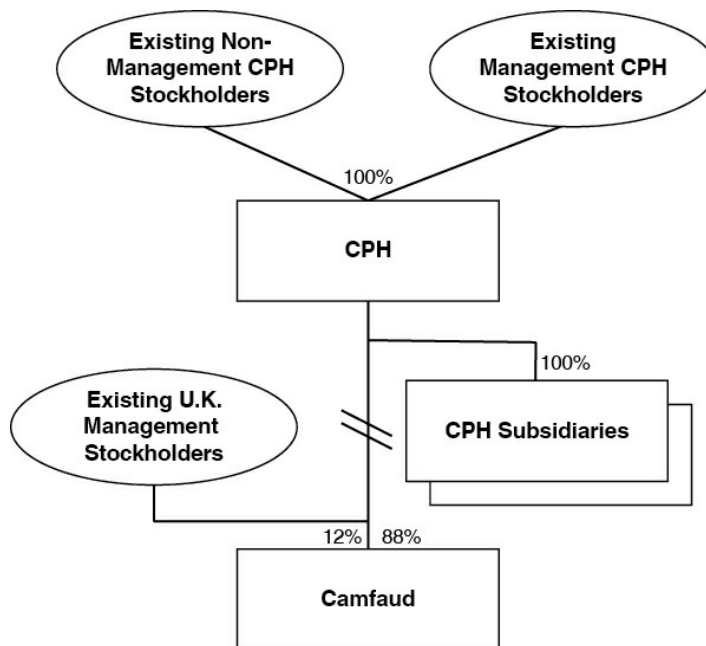 Existing Non-
Management CPH
Stockholders
Existing
Management CPH
Stockholders
100%
CPH
100%
CPH Subsidiaries
Existing U.K.
Management
Stockholders
12% 88%
Camfaud